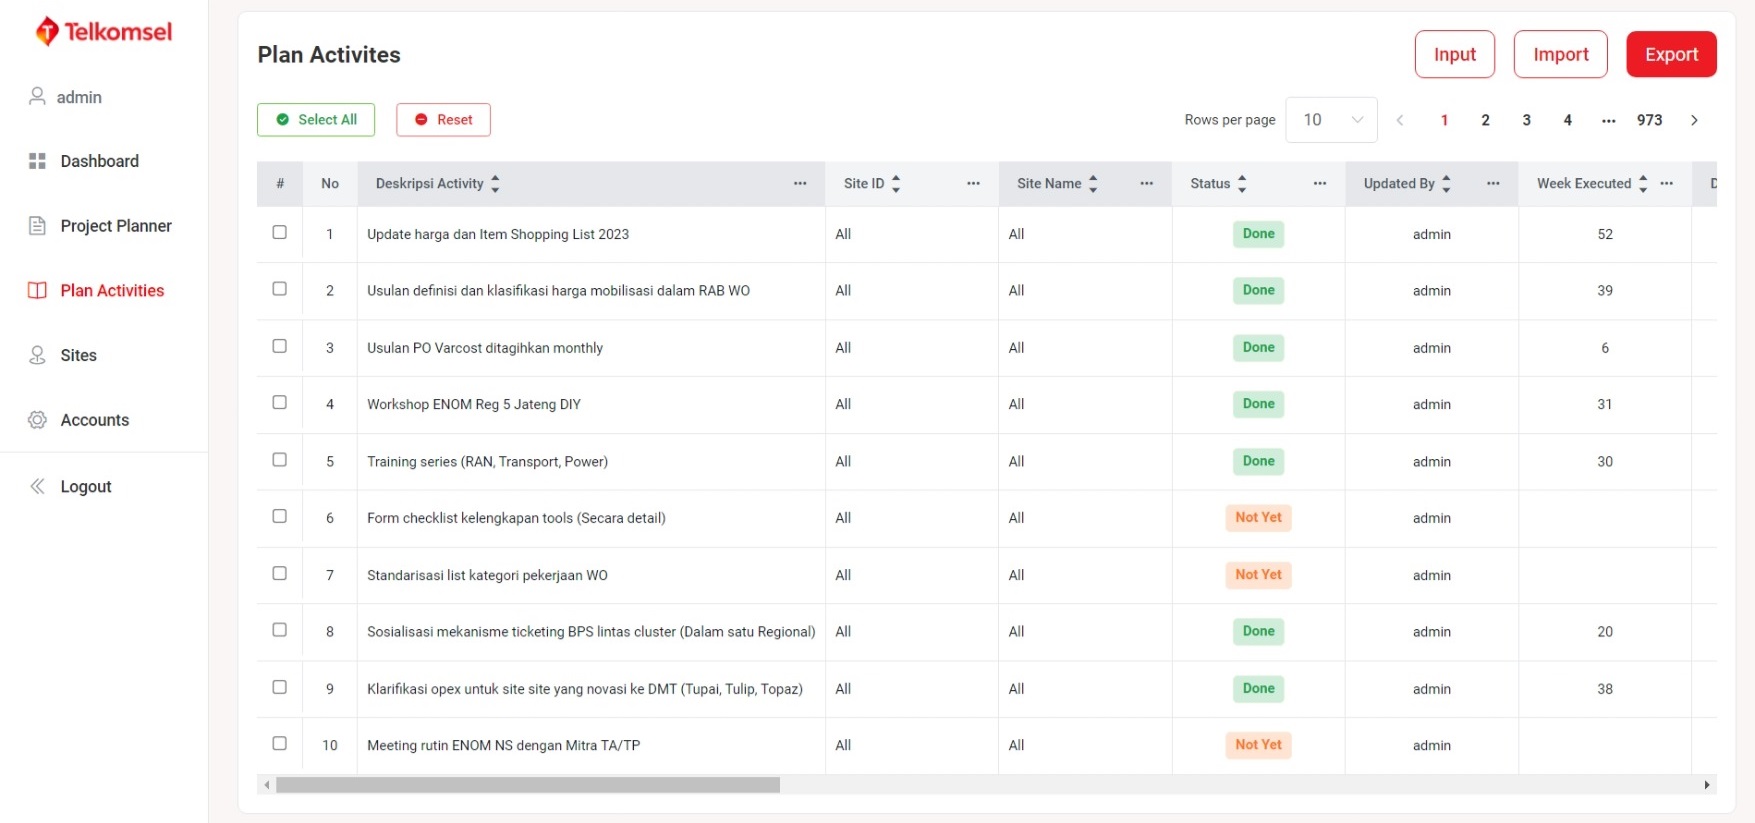 Telkomsel
admin
Dashboard
Project Planner
Plan Activities
Sites
Accounts
Logout
Plan Activites
Input Import Export
Select All Reset
Rows per page 10 1 2 3 4 ... 973
# No Deskripsi Activity ... Site ID ... Site Name ... Status ... Updated By ... Week Executed ...
1 Update harga dan Item Shopping List 2023 All All Done admin 52
2 Usulan definisi dan klasifikasi harga mobilisasi dalam RAB WO All All Done admin 39
3 Usulan PO Varcost ditagihkan monthly All All Done admin 6
4 Workshop ENOM Reg 5 Jateng DIY All All Done admin 31
5 Training series (RAN, Transport, Power) All All Done admin 30
6 Form checklist kelengkapan tools (Secara detail) All All Not Yet admin
7 Standarisasi list kategori pekerjaan WO All All Not Yet admin
8 Sosialisasi mekanisme ticketing BPS lintas cluster (Dalam satu Regional) All All Done admin 20
9 Klarifikasi opex untuk site site yang novasi ke DMT (Tupai, Tulip, Topaz) All All Done admin 38
10 Meeting rutin ENOM NS dengan Mitra TA/TP All All Not Yet admin